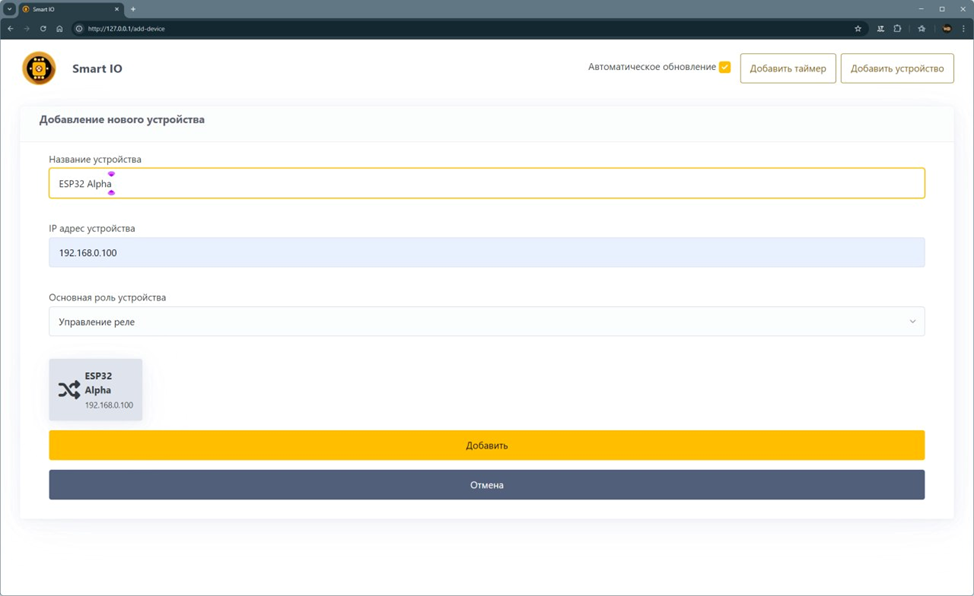 Smart IO
http://127.0.0.1/add-device
Smart IO
Автоматическое обновление
Добавить таймер
Добавить устройство
Добавление нового устройства
Название устройства
ESP32 Alpha
IP адрес устройства
192.168.0.100
Основная роль устройства
Управление реле
ESP32
Alpha
192.168.0.100
Добавить
Отмена